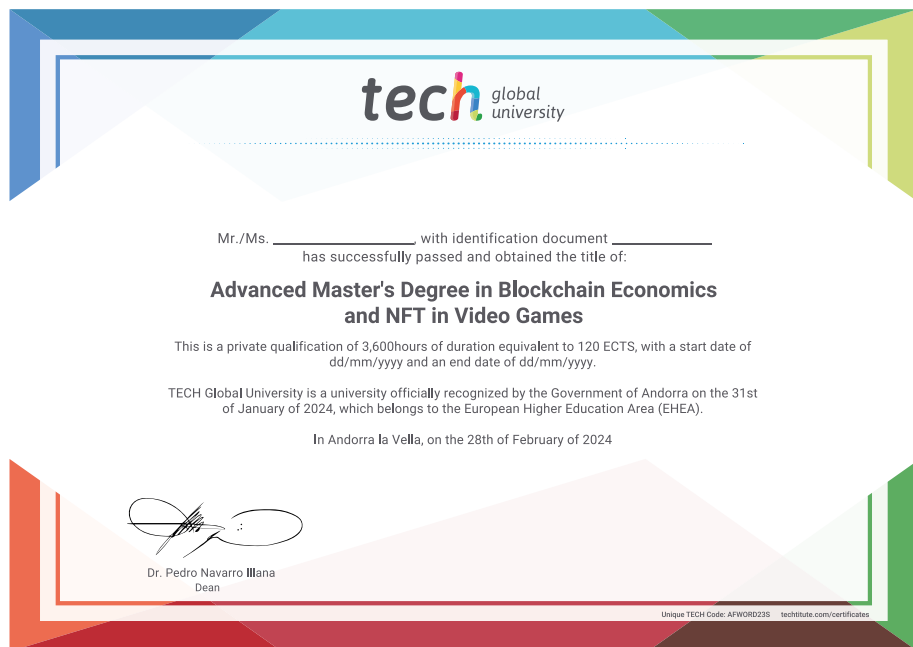 tech global
university
Mr./Ms. ________________, with identification document ___________
has successfully passed and obtained the title of:
Advanced Master's Degree in Blockchain Economics
and NFT in Video Games
This is a private qualification of 3,600hours of duration equivalent to 120 ECTS, with a start date of
dd/mm/yyyy and an end date of dd/mm/yyyy.
TECH Global University is a university officially recognized by the Government of Andorra on the 31st
of January of 2024, which belongs to the European Higher Education Area (EHEA).
In Andorra la Vella, on the 28th of February of 2024
Dr. Pedro Navarro Illana
Dean
Unique TECH Code: AFWORD23S techtitute.com/certificates